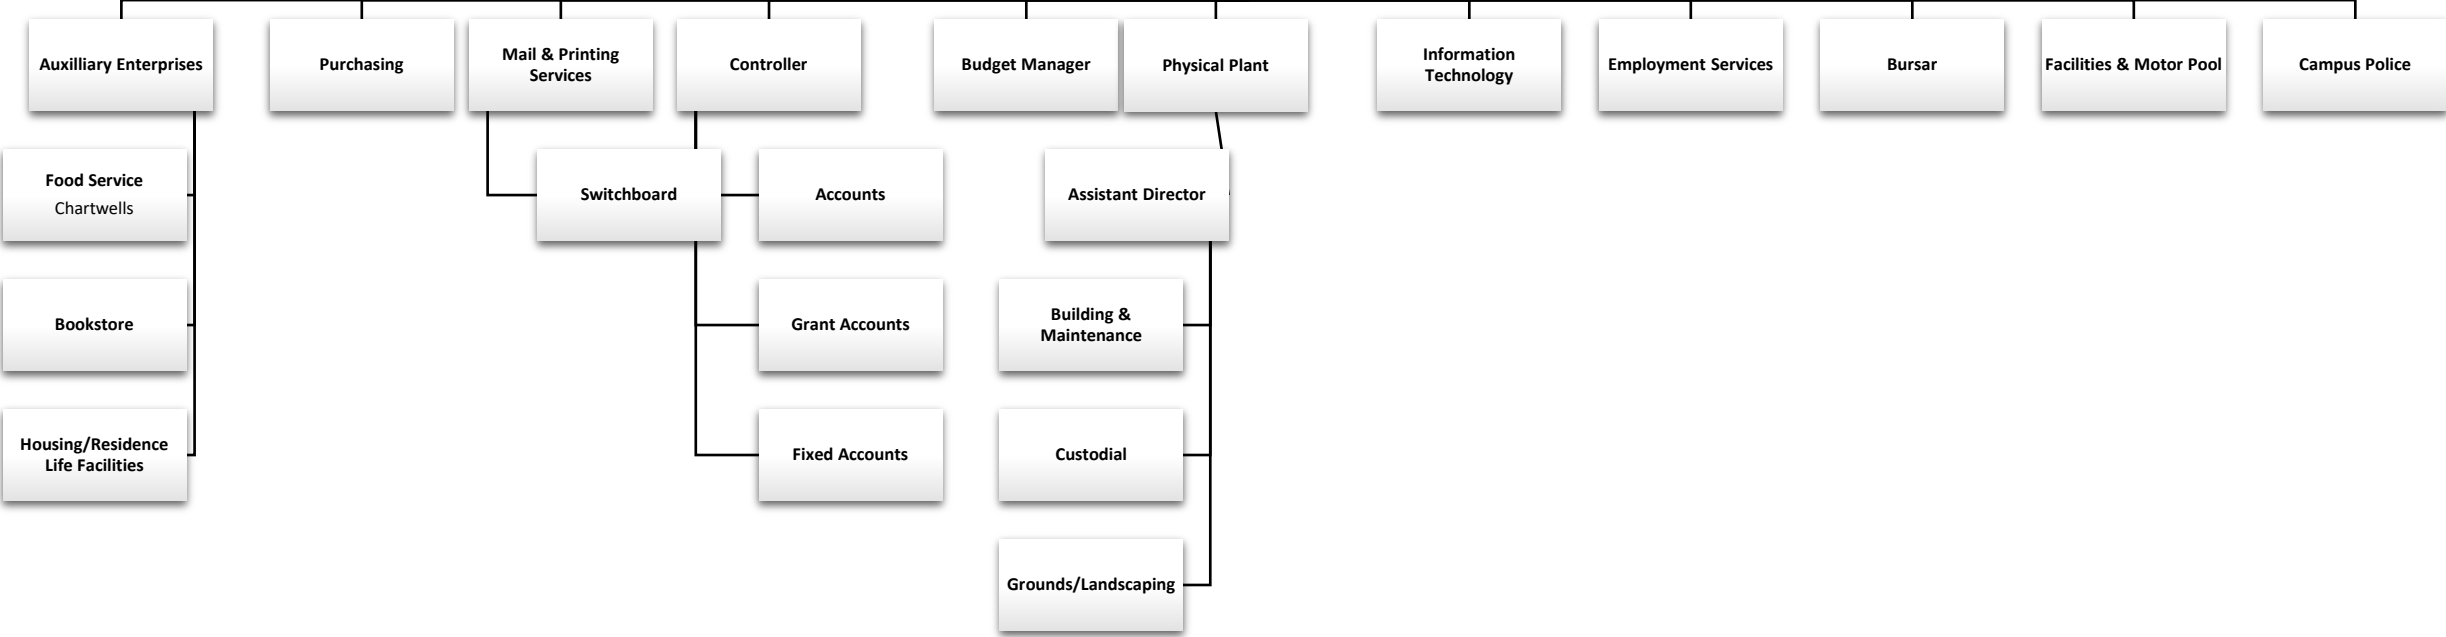 Auxilliary Enterprises
Purchasing
Mail & Printing
Services
Controller
Budget Manager
Physical Plant
Information
Technology
Employment Services
Bursar
Facilities & Motor Pool
Campus Police
Food Service
Chartwells
Switchboard
Accounts
Assistant Director
Bookstore
Grant Accounts
Building &
Maintenance
Housing/Residence
Life Facilities
Fixed Accounts
Custodial
Grounds/Landscaping